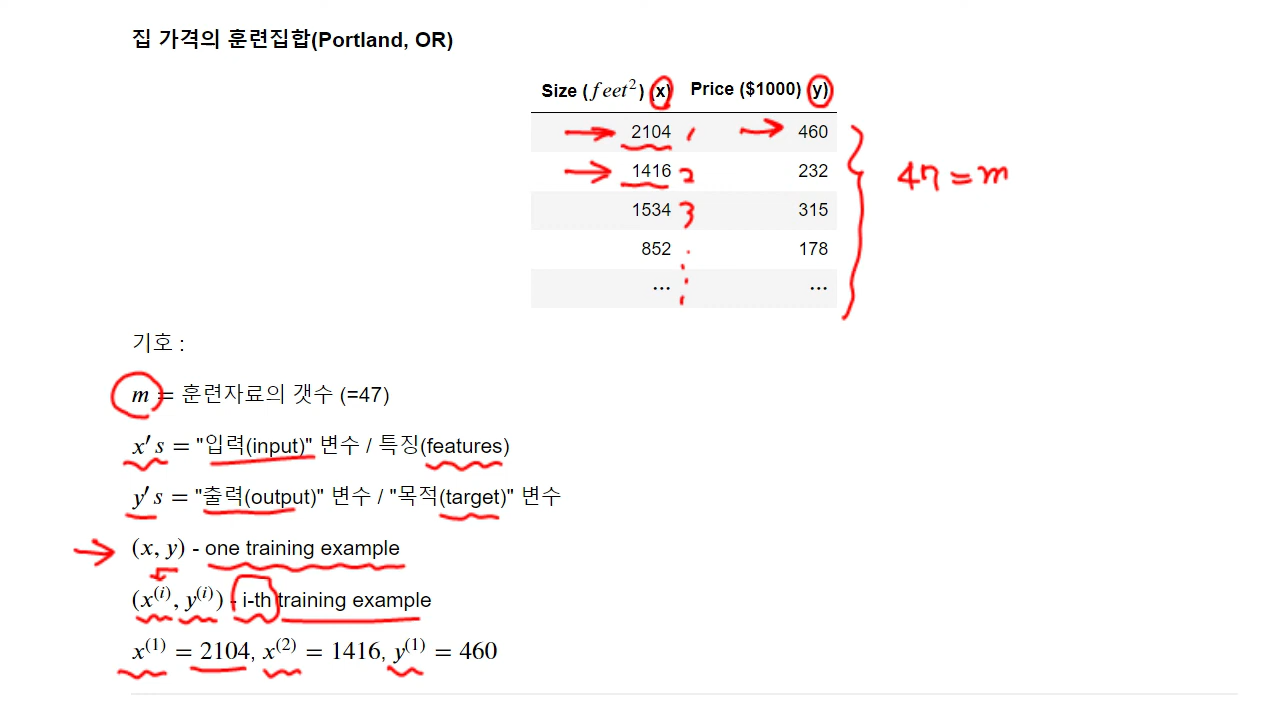 집 가격의 훈련집합(Portland, OR)
Size (feet²) (x) Price ($1000) (y)
2104 1 460
1416 2 232
1534 3 315
852 178
... ...
47 = m
기호 :
m = 훈련자료의 갯수 (=47)
x's = "입력(input)" 변수 / 특징(features)
y's = "출력(output)" 변수 / "목적(target)" 변수
(x, y) - one training example
(x⁽ⁱ⁾, y⁽ⁱ⁾) - i-th training example
x⁽¹⁾ = 2104, x⁽²⁾ = 1416, y⁽¹⁾ = 460